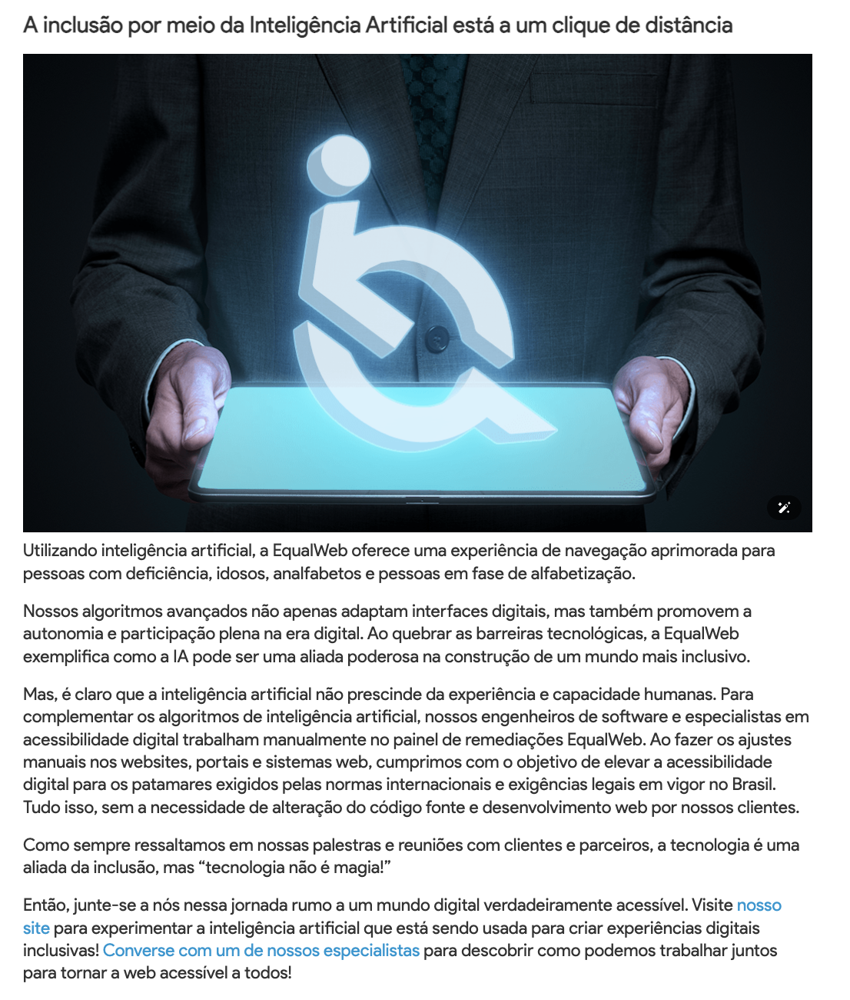 A inclusão por meio da Inteligência Artificial está a um clique de distância
Utilizando inteligência artificial, a EqualWeb oferece uma experiência de navegação aprimorada para
pessoas com deficiência, idosos, analfabetos e pessoas em fase de alfabetização.
Nossos algoritmos avançados não apenas adaptam interfaces digitais, mas também promovem a
autonomia e participação plena na era digital. Ao quebrar as barreiras tecnológicas, a EqualWeb
exemplifica como a IA pode ser uma aliada poderosa na construção de um mundo mais inclusivo.
Mas, é claro que a inteligência artificial não prescinde da experiência e capacidade humanas. Para
complementar os algoritmos de inteligência artificial, nossos engenheiros de software e especialistas em
acessibilidade digital trabalham manualmente no painel de remediações EqualWeb. Ao fazer os ajustes
manuais nos websites, portais e sistemas web, cumprimos com o objetivo de elevar a acessibilidade
digital para os patamares exigidos pelas normas internacionais e exigências legais em vigor no Brasil.
Tudo isso, sem a necessidade de alteração do código fonte e desenvolvimento web por nossos clientes.
Como sempre ressaltamos em nossas palestras e reuniões com clientes e parceiros, a tecnologia é uma
aliada da inclusão, mas “tecnologia não é magia!”
Então, junte-se a nós nessa jornada rumo a um mundo digital verdadeiramente acessível. Visite nosso
site para experimentar a inteligência artificial que está sendo usada para criar experiências digitais
inclusivas! Converse com um de nossos especialistas para descobrir como podemos trabalhar juntos
para tornar a web acessível a todos!